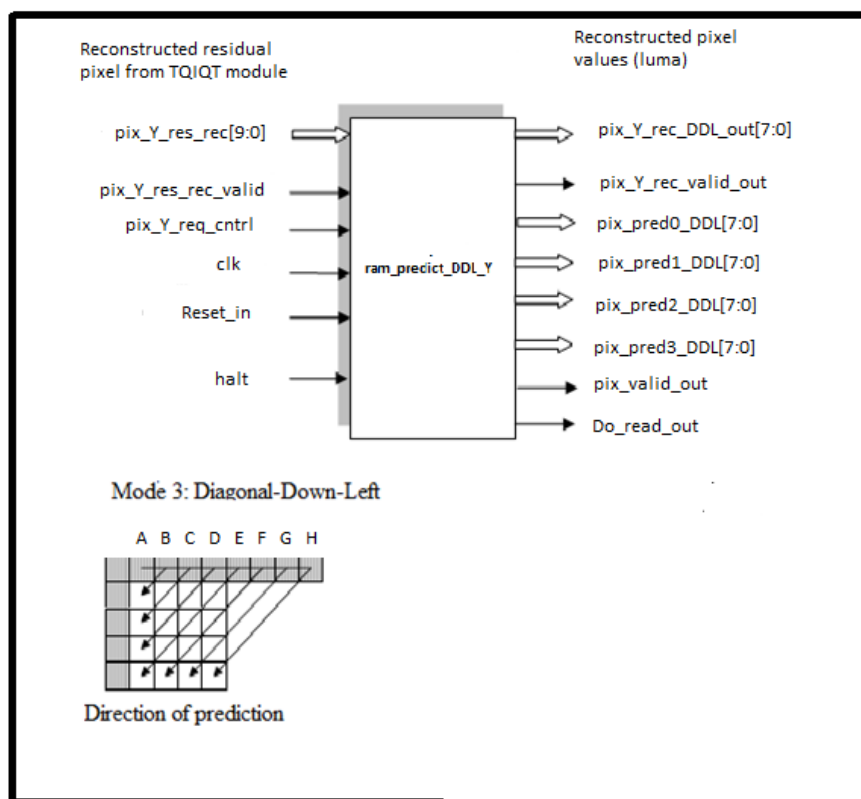 Reconstructed residual
pixel from TQIQT module
Reconstructed pixel
values (luma)
pix_Y_res_rec[9:0]
pix_Y_res_rec_valid
pix_Y_req_cntrl
clk
Reset_in
halt
ram_predict_DDL_Y
pix_Y_rec_DDL_out[7:0]
pix_Y_rec_valid_out
pix_pred0_DDL[7:0]
pix_pred1_DDL[7:0]
pix_pred2_DDL[7:0]
pix_pred3_DDL[7:0]
pix_valid_out
Do_read_out
Mode 3: Diagonal-Down-Left
A B C D E F G H
Direction of prediction